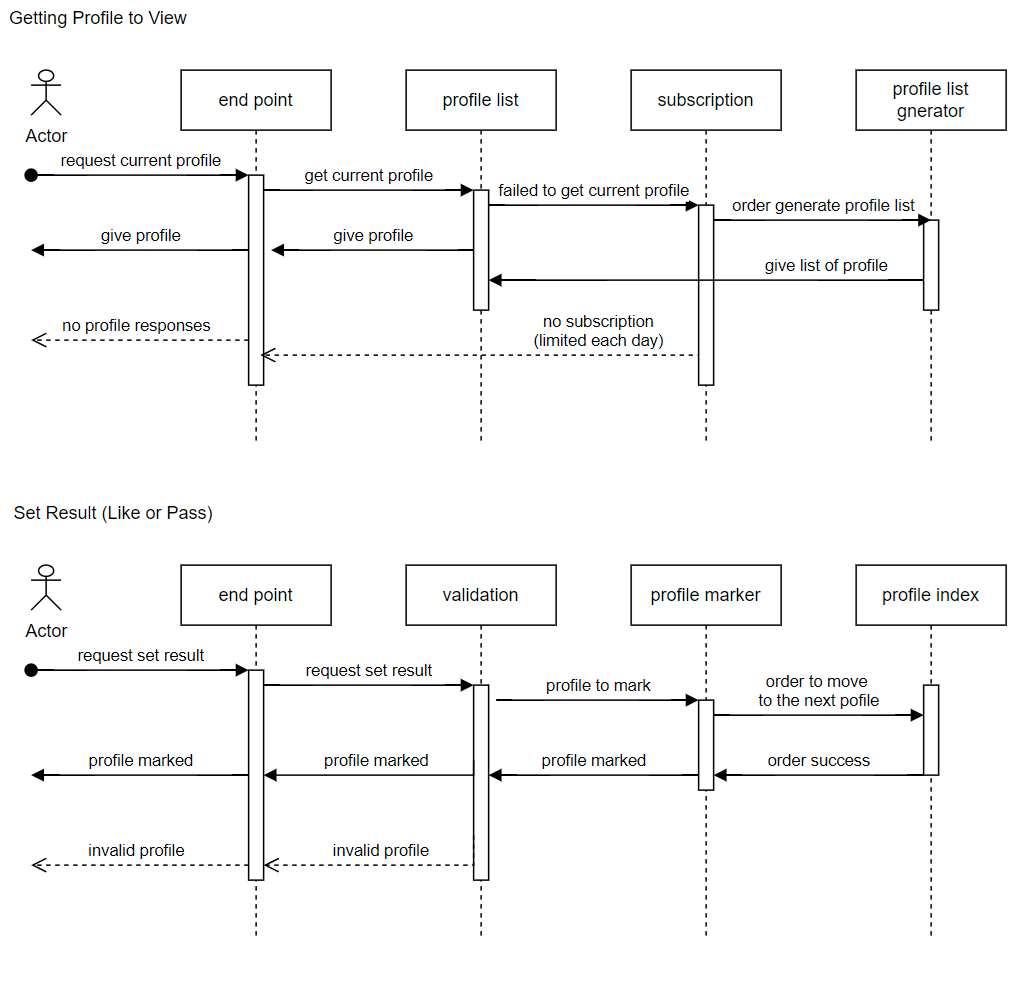 Getting Profile to View
end point
profile list
subscription
profile list
gnerator
Actor
request current profile
get current profile
failed to get current profile
order generate profile list
give profile
give profile
give list of profile
no profile responses
no subscription
(limited each day)
Set Result (Like or Pass)
end point
validation
profile marker
profile index
Actor
request set result
request set result
profile to mark
order to move
to the next pofile
profile marked
profile marked
profile marked
order success
invalid profile
invalid profile